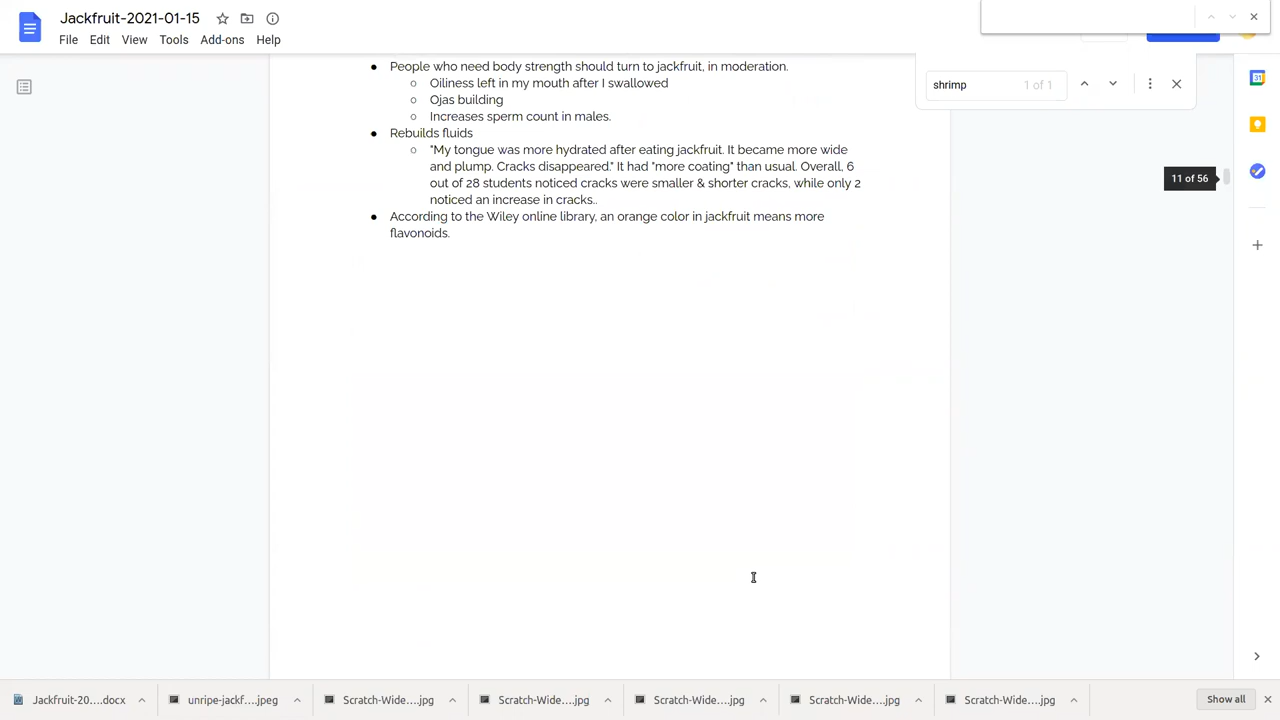 Jackfruit-2021-01-15
File Edit View Tools Add-ons Help
shrimp 1 of 1
● People who need body strength should turn to jackfruit, in moderation.
○ Oiliness left in my mouth after I swallowed
○ Ojas building
○ Increases sperm count in males.
● Rebuilds fluids
○ "My tongue was more hydrated after eating jackfruit. It became more wide
and plump. Cracks disappeared." It had "more coating" than usual. Overall, 6
out of 28 students noticed cracks were smaller & shorter cracks, while only 2
noticed an increase in cracks..
● According to the Wiley online library, an orange color in jackfruit means more
flavonoids.
11 of 56
31
Jackfruit-20....docx unripe-jackf....jpeg Scratch-Wide....jpg Scratch-Wide....jpg Scratch-Wide....jpg Scratch-Wide....jpg Scratch-Wide....jpg Show all